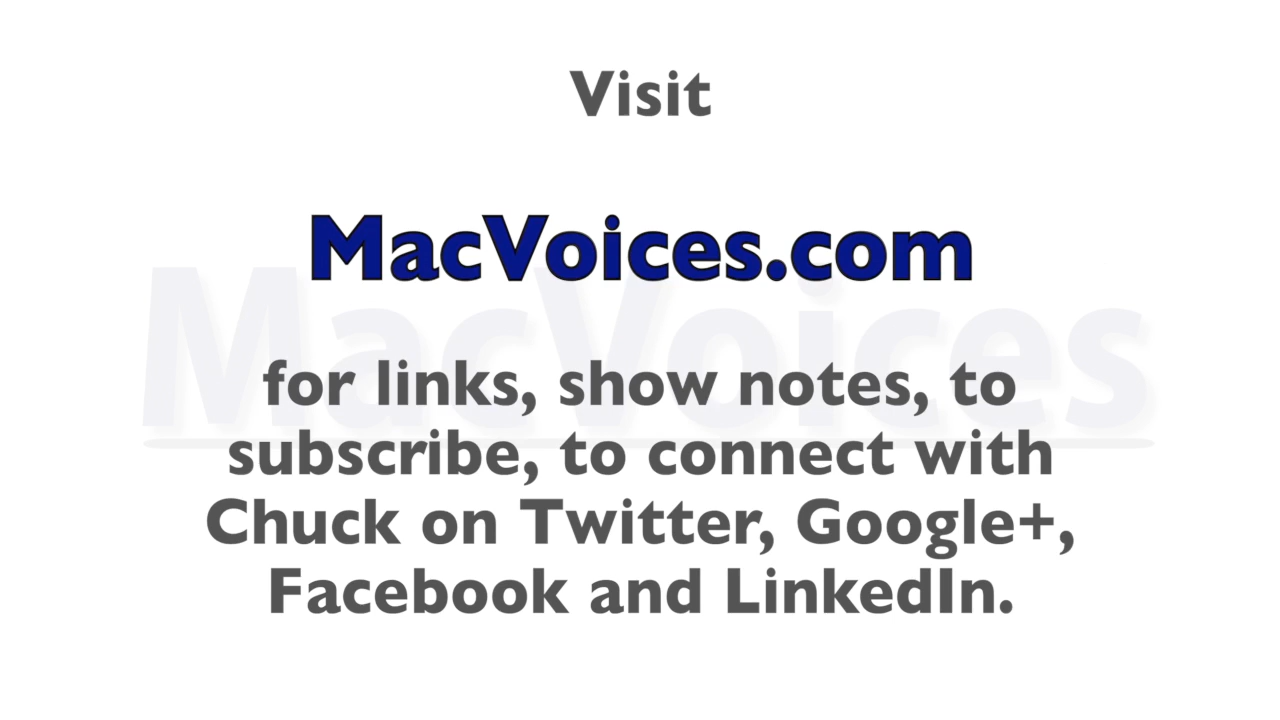 Visit
MacVoices.com
MacVoices
for links, show notes, to
subscribe, to connect with
Chuck on Twitter, Google+,
Facebook and LinkedIn.